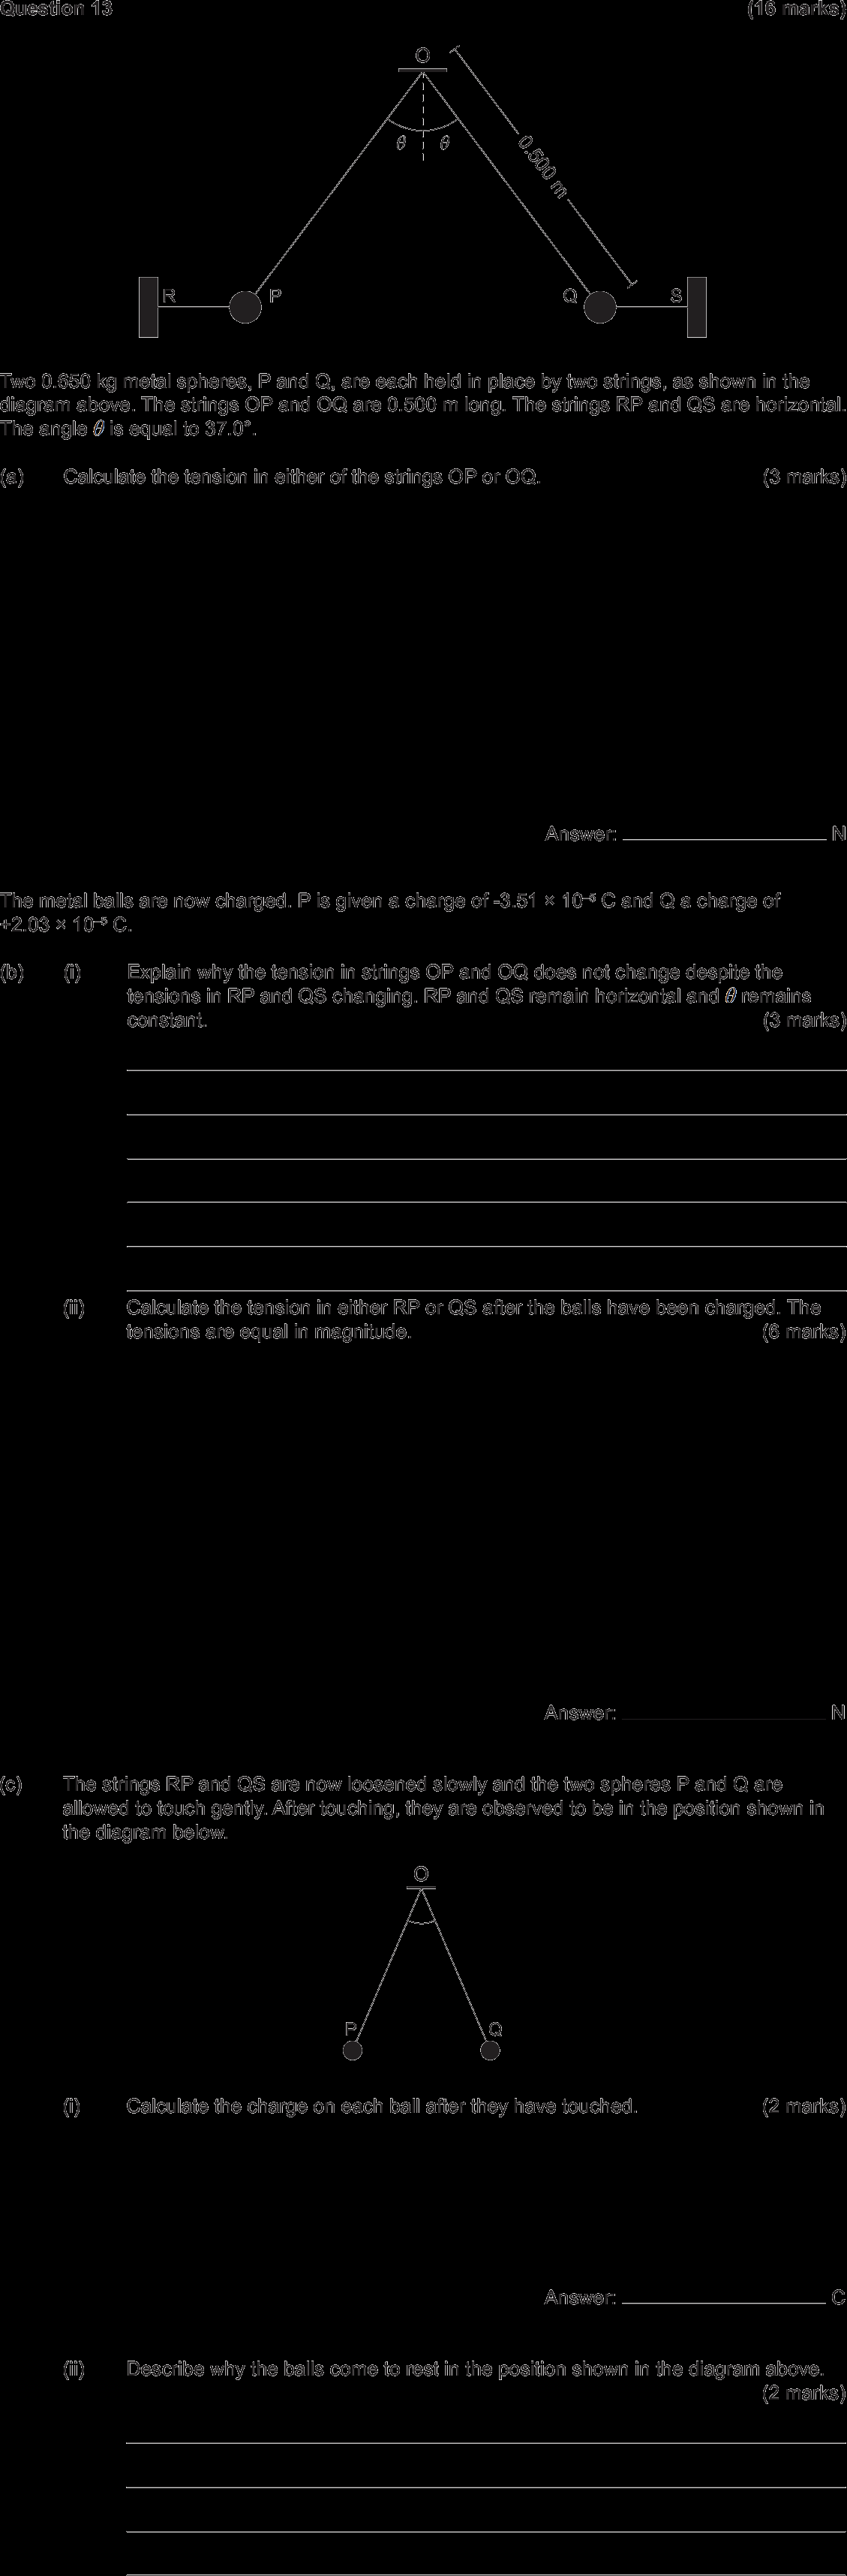 Question 13 (16 marks)
O
θ θ
0.500 m
R P Q S
Two 0.650 kg metal spheres, P and Q, are each held in place by two strings, as shown in the
diagram above. The strings OP and OQ are 0.500 m long. The strings RP and QS are horizontal.
The angle θ is equal to 37.0°.
(a) Calculate the tension in either of the strings OP or OQ. (3 marks)
Answer: ____________________ N
The metal balls are now charged. P is given a charge of -3.51 × 10⁻⁵ C and Q a charge of
+2.03 × 10⁻⁵ C.
(b) (i) Explain why the tension in strings OP and OQ does not change despite the
tensions in RP and QS changing. RP and QS remain horizontal and θ remains
constant. (3 marks)
(ii) Calculate the tension in either RP or QS after the balls have been charged. The
tensions are equal in magnitude. (6 marks)
Answer: ____________________ N
(c) The strings RP and QS are now loosened slowly and the two spheres P and Q are
allowed to touch gently. After touching, they are observed to be in the position shown in
the diagram below.
O
P Q
(i) Calculate the charge on each ball after they have touched. (2 marks)
Answer: ____________________ C
(ii) Describe why the balls come to rest in the position shown in the diagram above.
(2 marks)